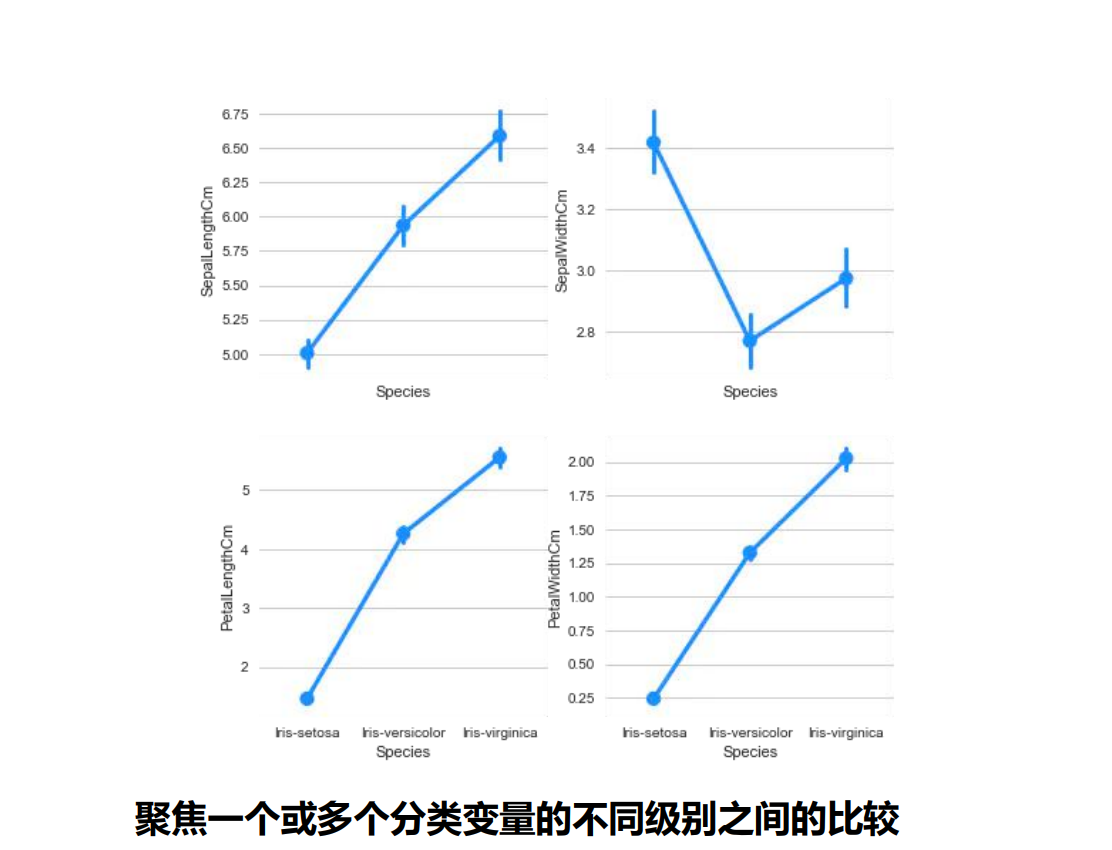 6.75
6.50
6.25
6.00
5.75
5.50
5.25
5.00
SepalLengthCm
Species
3.4
3.2
3.0
2.8
SepalWidthCm
Species
5
4
3
2
PetalLengthCm
Iris-setosa Iris-versicolor Iris-virginica
Species
2.00
1.75
1.50
1.25
1.00
0.75
0.50
0.25
PetalWidthCm
Iris-setosa Iris-versicolor Iris-virginica
Species
聚焦一个或多个分类变量的不同级别之间的比较